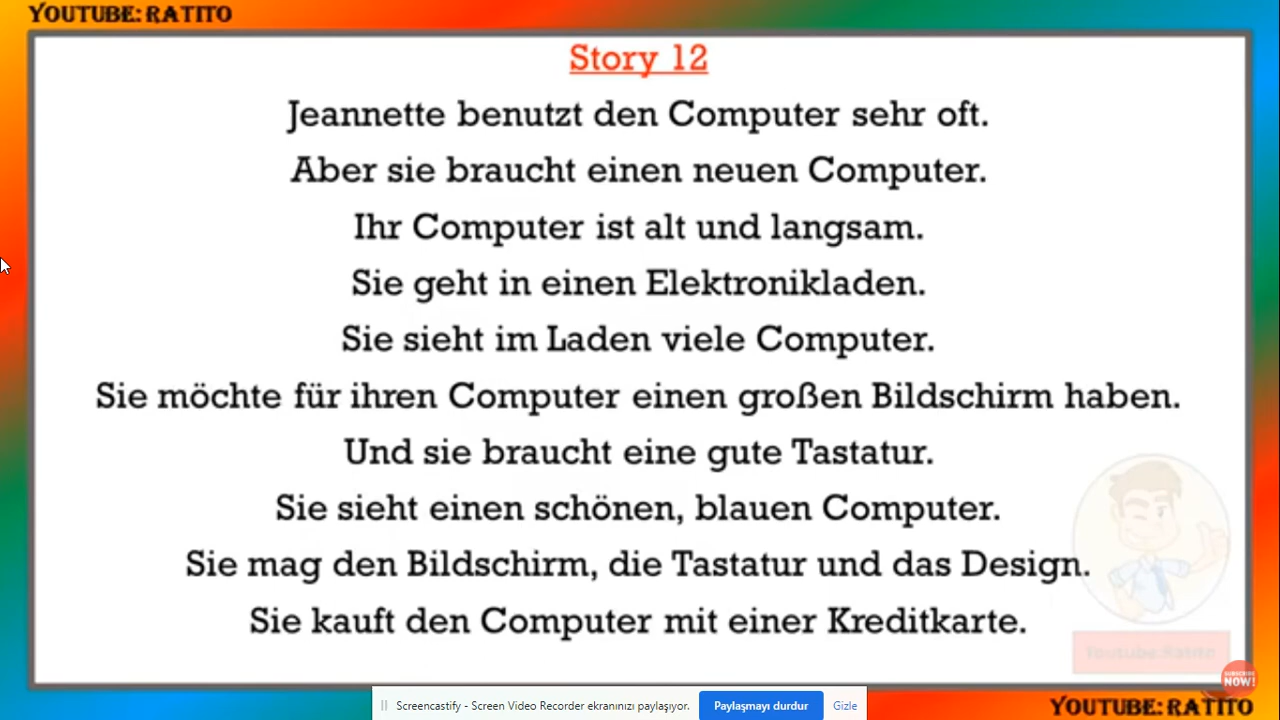 YOUTUBE: RATITO
Story 12
Jeannette benutzt den Computer sehr oft.
Aber sie braucht einen neuen Computer.
Ihr Computer ist alt und langsam.
Sie geht in einen Elektronikladen.
Sie sieht im Laden viele Computer.
Sie möchte für ihren Computer einen großen Bildschirm haben.
Und sie braucht eine gute Tastatur.
Sie sieht einen schönen, blauen Computer.
Sie mag den Bildschirm, die Tastatur und das Design.
Sie kauft den Computer mit einer Kreditkarte.
Youtube:Ratito
SUBSCRIBE
NOW!
Screencastify - Screen Video Recorder ekranınızı paylaşıyor.
Paylaşmayı durdur
Gizle
YOUTUBE: RATITO